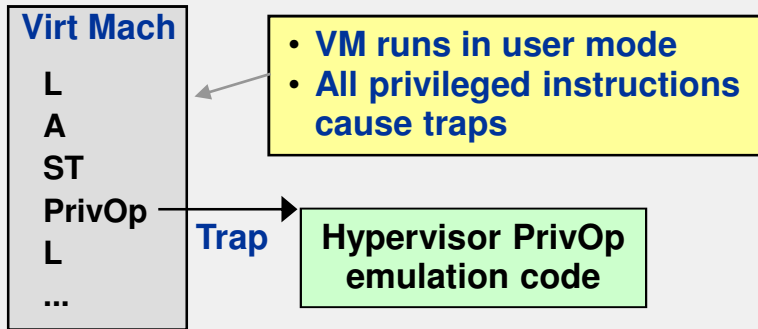 Virt Mach
L
A
ST
PrivOp
L
...
• VM runs in user mode
• All privileged instructions
cause traps
Trap
Hypervisor PrivOp
emulation code